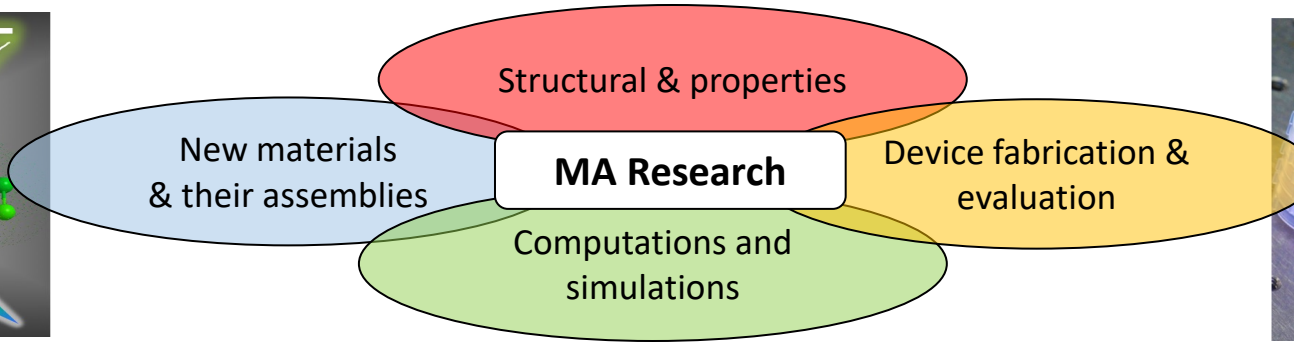 Structural & properties
New materials
& their assemblies
MA Research
Device fabrication &
evaluation
Computations and
simulations